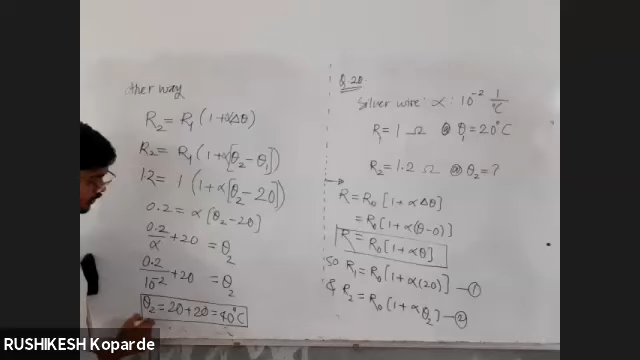 Other way
R₂ = R₁ (1+αΔθ)
R₂ = R₁ (1+α[θ₂-θ₁])
1.2 = 1 (1+α[θ₂-20])
0.2 = α[θ₂-20]
0.2/α +20 = θ₂
0.2/10⁻² +20 = θ₂
θ₂ = 20+20 = 40°C
Q.20
Silver wire: α: 10⁻² 1/°C
R₁ = 1 Ω @ θ₁ = 20°C
R₂ = 1.2 Ω @ θ₂ = ?
R = R₀ [1+αΔθ]
= R₀ [1+α(θ-0)]
R = R₀ [1+αθ]
so R₁ = R₀ [1+α(20)] —①
& R₂ = R₀ [1+αθ₂] —②
RUSHIKESH Koparde